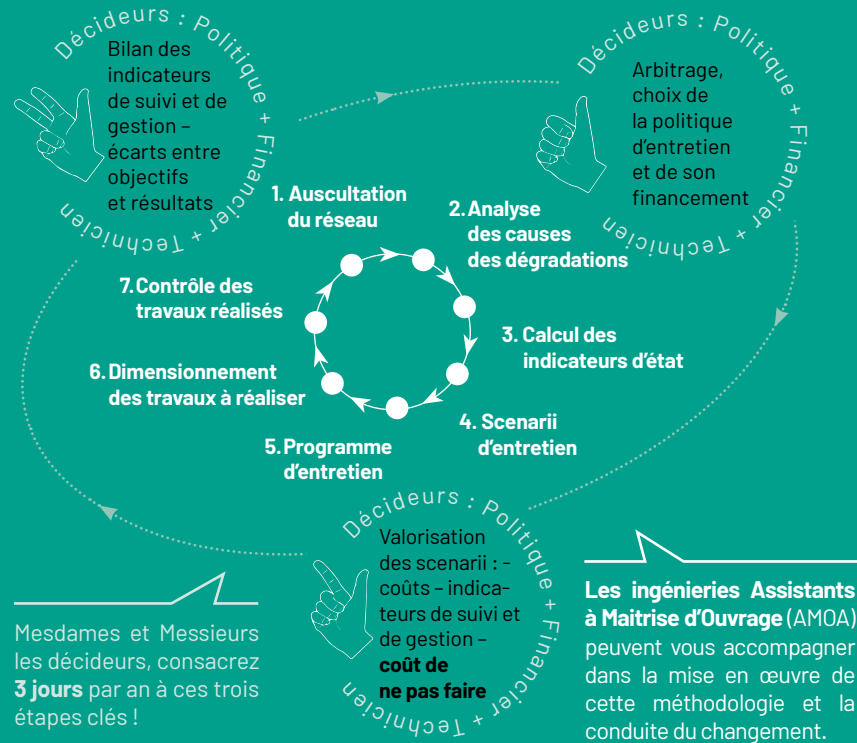 Décideurs : Politique + Financier + Technicien
Bilan des
indicateurs
de suivi et de
gestion –
écarts entre
objectifs
et résultats
Décideurs : Politique + Financier + Technicien
Arbitrage,
choix de
la politique
d'entretien
et de son
financement
1. Auscultation
du réseau
2. Analyse
des causes
des dégradations
3. Calcul des
indicateurs d'état
4. Scenarii
d'entretien
5. Programme
d'entretien
6. Dimensionnement
des travaux à réaliser
7. Contrôle des
travaux réalisés
Décideurs : Politique + Financier + Technicien
Valorisation
des scenarii : -
coûts – indica-
teurs de suivi et
de gestion –
coût de
ne pas faire
Mesdames et Messieurs
les décideurs, consacrez
3 jours par an à ces trois
étapes clés !
Les ingénieries Assistants
à Maitrise d'Ouvrage (AMOA)
peuvent vous accompagner
dans la mise en œuvre de
cette méthodologie et la
conduite du changement.